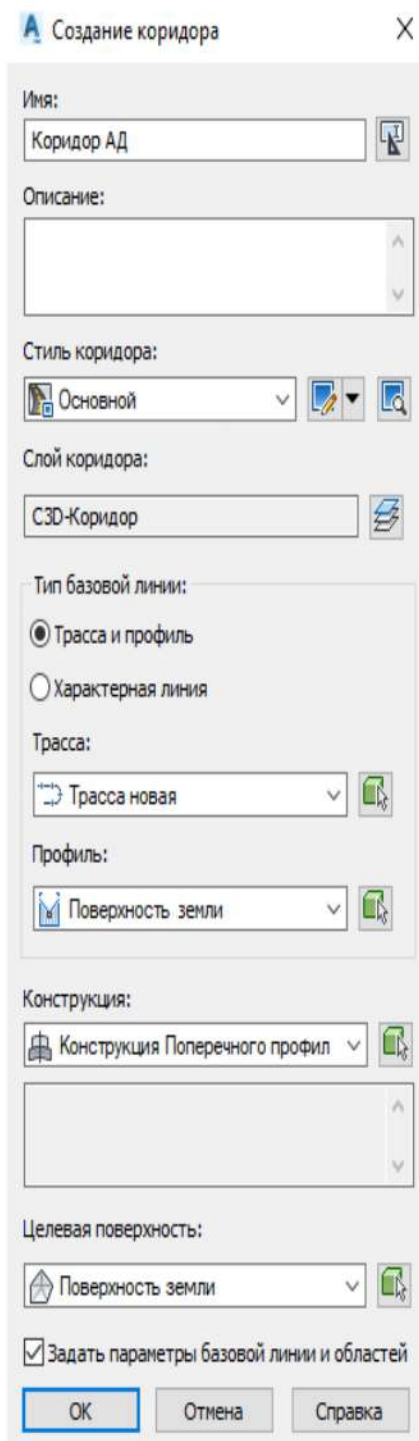 Создание коридора
Имя:
Коридор АД
Описание:
Стиль коридора:
Основной
Слой коридора:
С3D-Коридор
Тип базовой линии:
Трасса и профиль
Характерная линия
Трасса:
Трасса новая
Профиль:
Поверхность земли
Конструкция:
Конструкция Поперечного профил
Целевая поверхность:
Поверхность земли
Задать параметры базовой линии и областей
ОК Отмена Справка